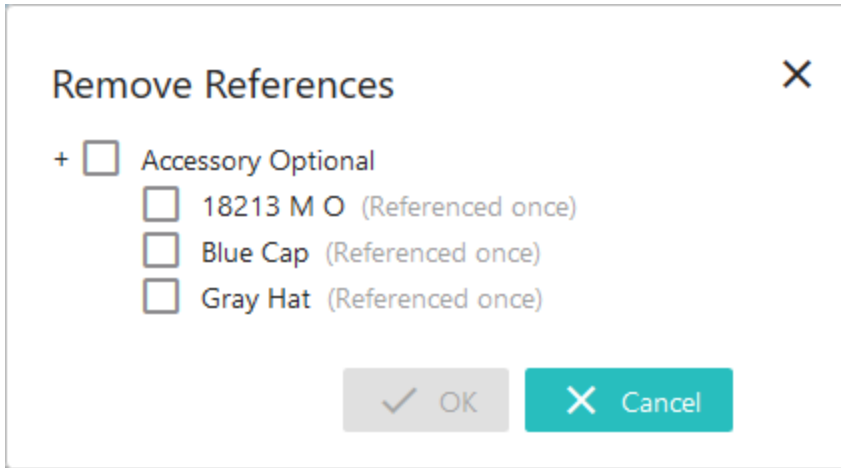 Remove References
+ Accessory Optional
18213 M O (Referenced once)
Blue Cap (Referenced once)
Gray Hat (Referenced once)
OK Cancel